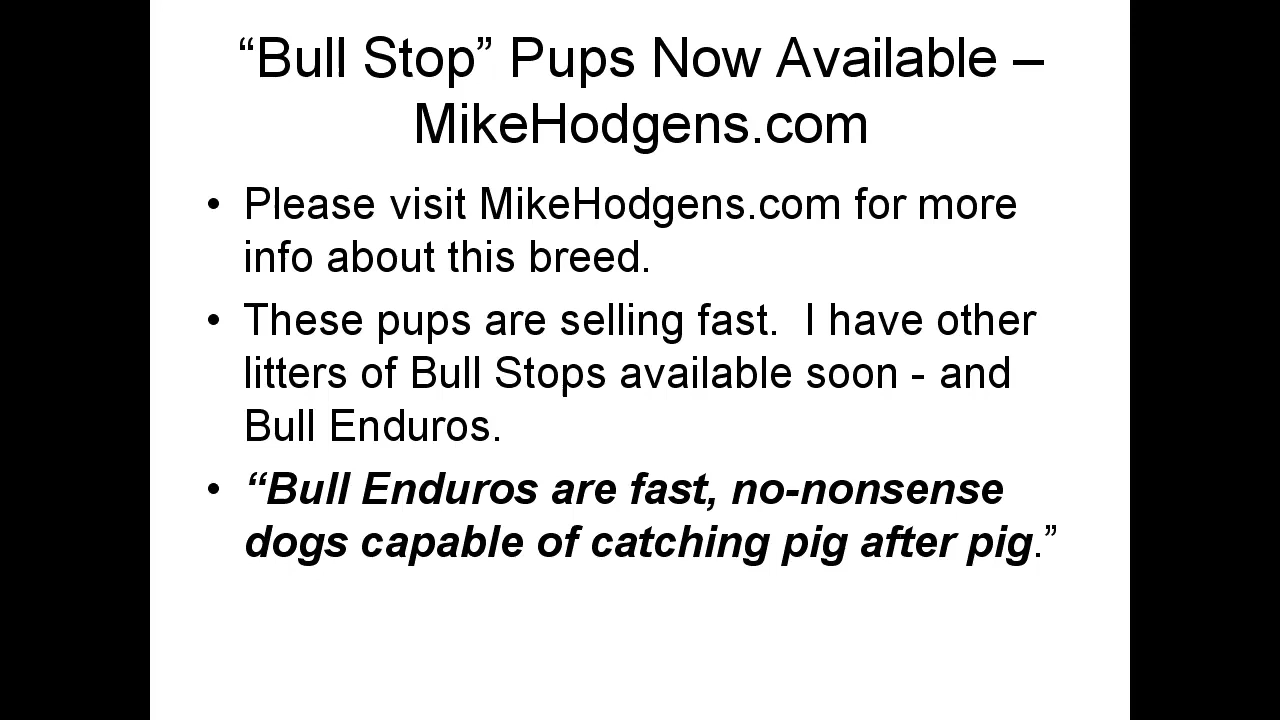 “Bull Stop” Pups Now Available –
MikeHodgens.com
• Please visit MikeHodgens.com for more
info about this breed.
• These pups are selling fast.  I have other
litters of Bull Stops available soon - and
Bull Enduros.
• “Bull Enduros are fast, no-nonsense
dogs capable of catching pig after pig.”